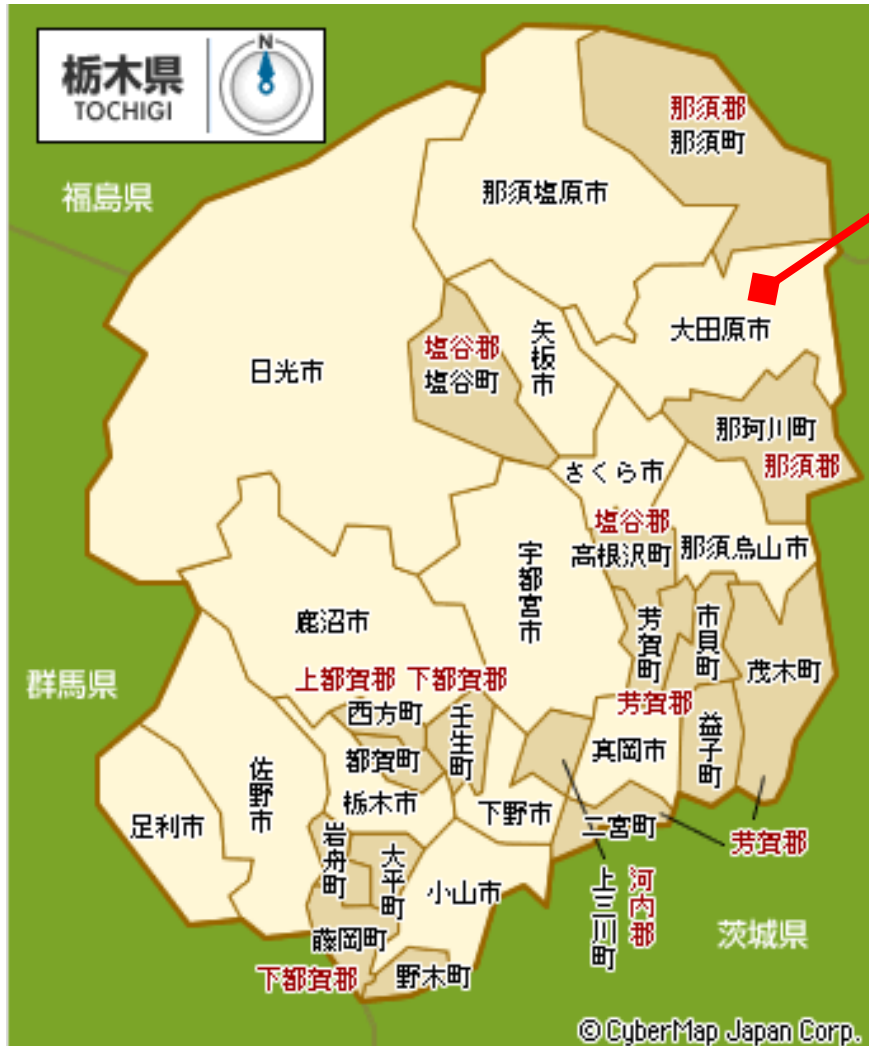 栃木県
TOCHIGI
N
那須郡
那須町
福島県
那須塩原市
大田原市
矢板市
塩谷郡
塩谷町
日光市
那珂川町
那須郡
さくら市
塩谷郡
高根沢町
那須烏山市
宇都宮市
鹿沼市
芳賀町
市貝町
茂木町
群馬県
上都賀郡
下都賀郡
西方町
壬生町
芳賀郡
真岡市
益子町
都賀町
佐野市
栃木市
下野市
足利市
二宮町
芳賀郡
岩舟町
大平町
小山市
上三川町
河内郡
藤岡町
茨城県
下都賀郡
野木町
©CyberMap Japan Corp.